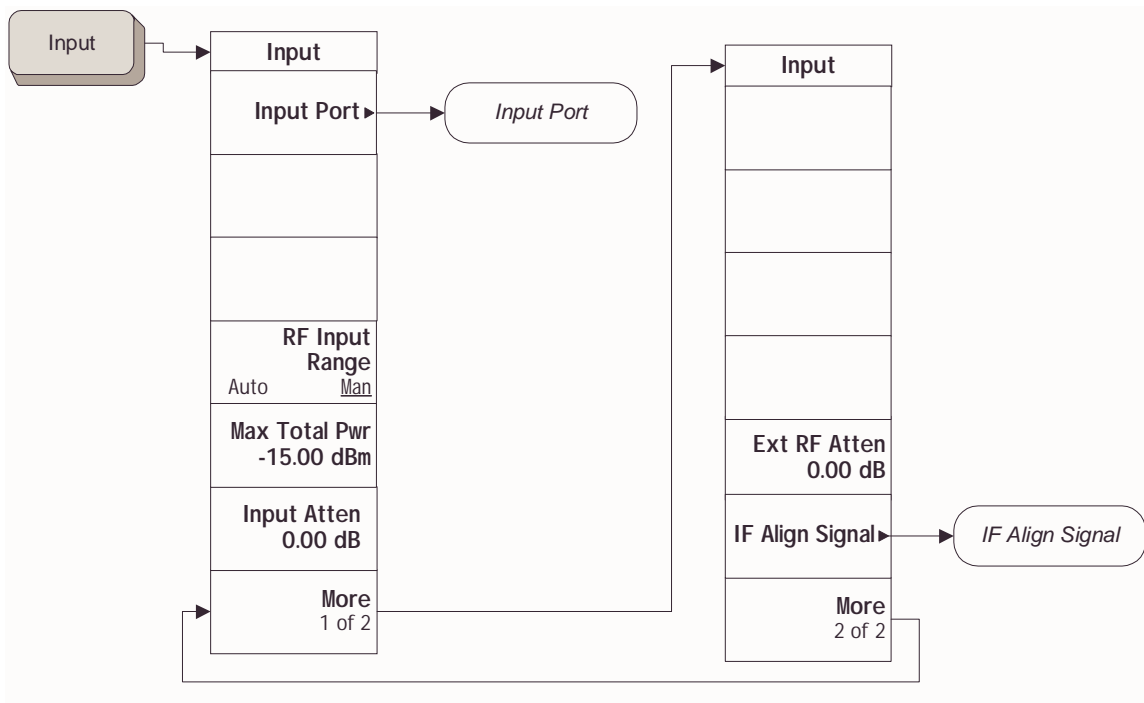 Input
Input
Input Port
Input Port
RF Input
Range
Auto Man
Max Total Pwr
-15.00 dBm
Input Atten
0.00 dB
More
1 of 2
Input
Ext RF Atten
0.00 dB
IF Align Signal
IF Align Signal
More
2 of 2